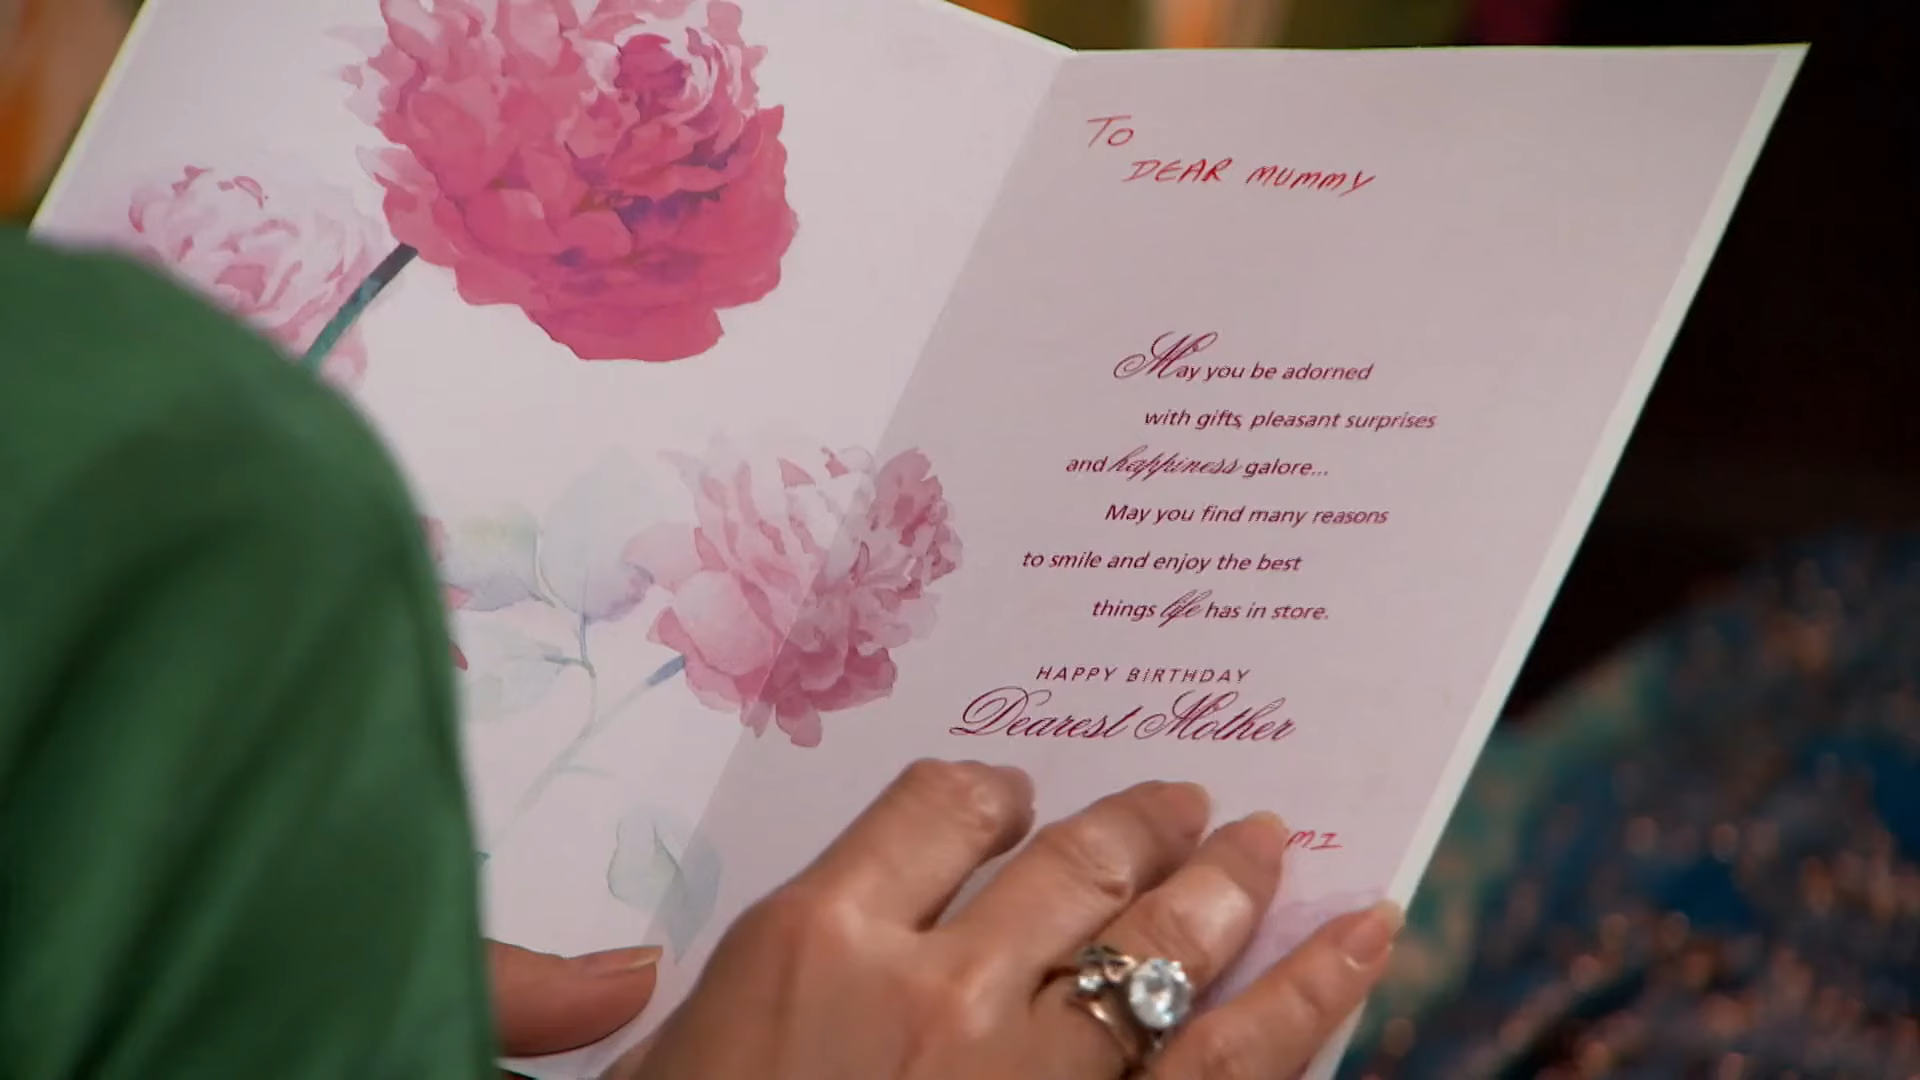 To
DEAR MUMMY
May you be adorned
with gifts, pleasant surprises
and happiness galore...
May you find many reasons
to smile and enjoy the best
things life has in store.
HAPPY BIRTHDAY
Dearest Mother